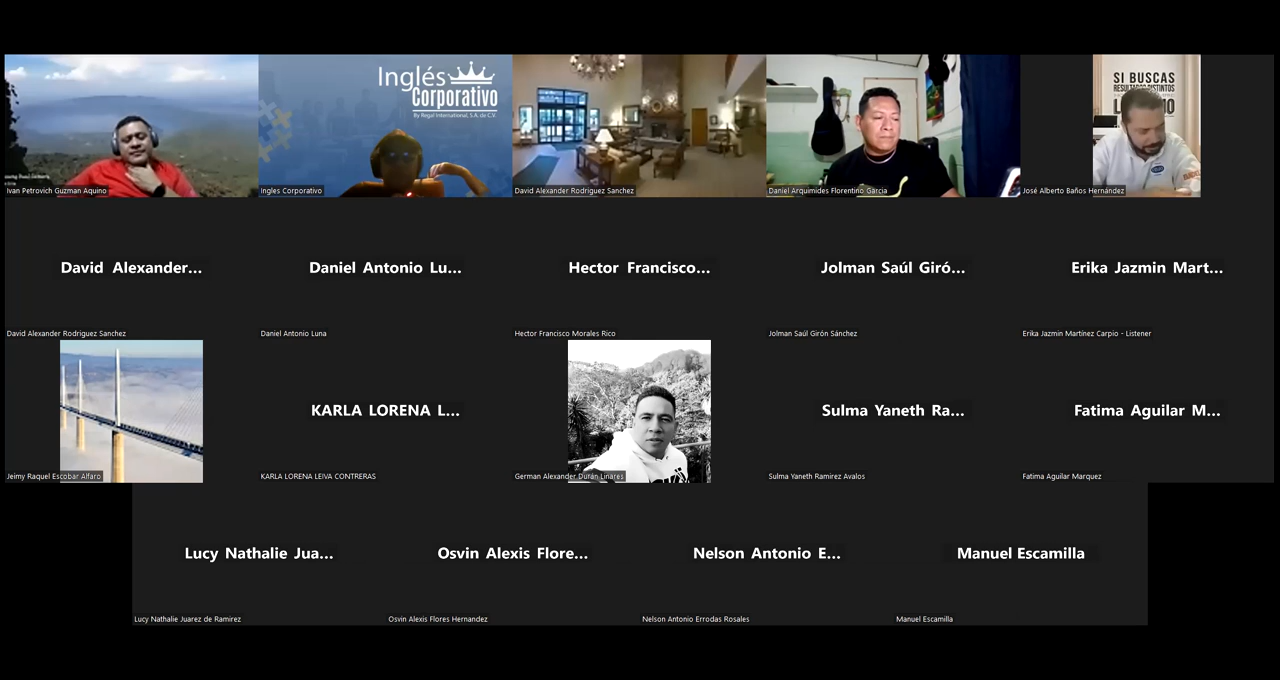 Ivan Petrovich Guzman Aquino
Inglés
Corporativo
By Regal International, S.A. de C.V.
Ingles Corporativo
David Alexander Rodriguez Sanchez
Daniel Arquimides Florentino Garcia
SI BUSCAS
RESULTADOS DISTINTOS
José Alberto Baños Hernández
David Alexander...
David Alexander Rodriguez Sanchez
Daniel Antonio Lu...
Daniel Antonio Luna
Hector Francisco...
Hector Francisco Morales Rico
Jolman Saúl Giró...
Jolman Saúl Girón Sánchez
Erika Jazmin Mart...
Erika Jazmin Martínez Carpio - Listener
Jeimy Raquel Escobar Alfaro
KARLA LORENA L...
KARLA LORENA LEIVA CONTRERAS
German Alexander Durán Linares
Sulma Yaneth Ra...
Sulma Yaneth Ramirez Avalos
Fatima Aguilar M...
Fatima Aguilar Marquez
Lucy Nathalie Jua...
Lucy Nathalie Juarez de Ramirez
Osvin Alexis Flore...
Osvin Alexis Flores Hernandez
Nelson Antonio E...
Nelson Antonio Errodas Rosales
Manuel Escamilla
Manuel Escamilla